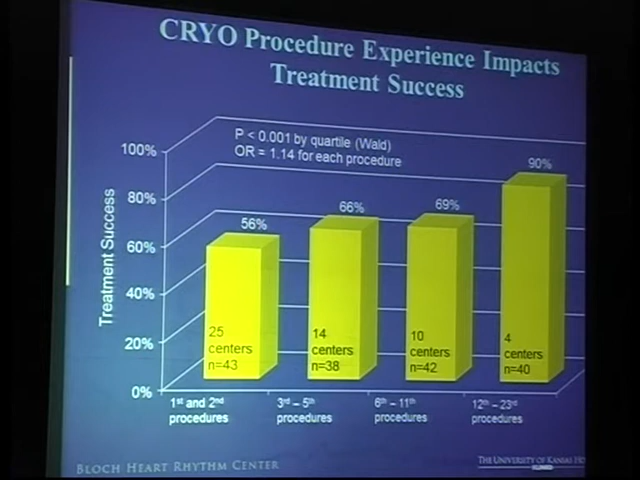 CRYO Procedure Experience Impacts
Treatment Success
P < 0.001 by quartile (Wald)
OR = 1.14 for each procedure
Treatment Success
100%
80%
60%
40%
20%
0%
56%
66%
69%
90%
25
centers
n=43
14
centers
n=38
10
centers
n=42
4
centers
n=40
1st and 2nd
procedures
3rd – 5th
procedures
6th – 11th
procedures
12th – 23rd
procedures
BLOCH HEART RHYTHM CENTER
THE UNIVERSITY OF KANSAS